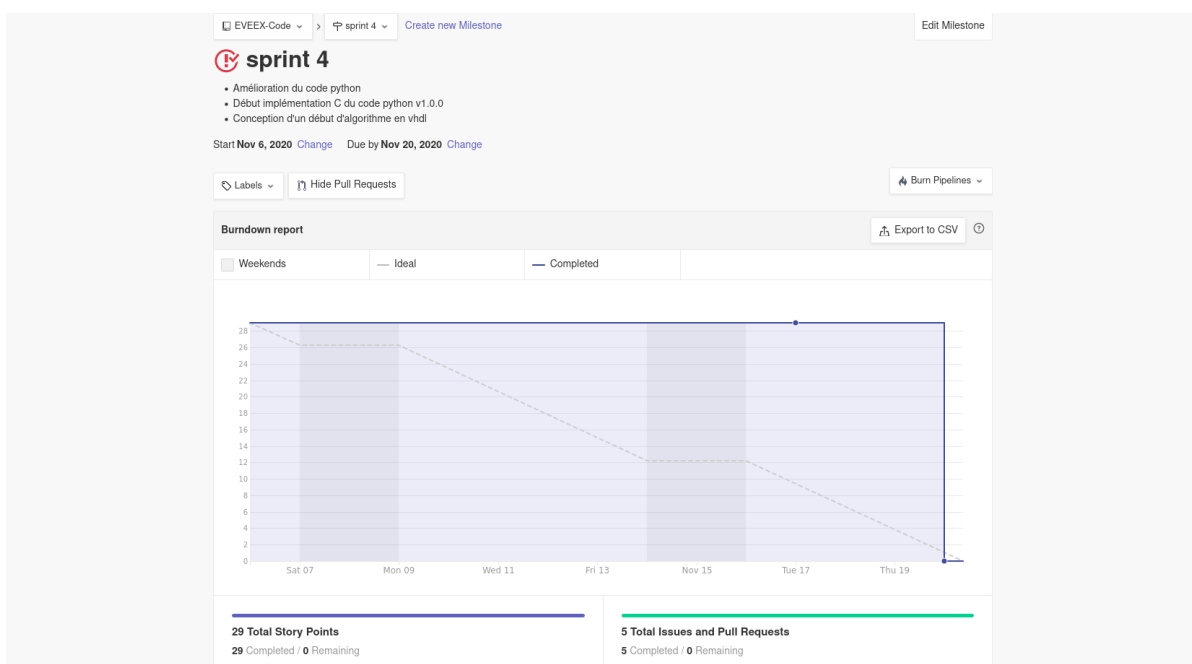 EVEEX-Code > sprint 4 Create new Milestone Edit Milestone
sprint 4
• Amélioration du code python
• Début implémentation C du code python v1.0.0
• Conception d'un début d'algorithme en vhdl
Start Nov 6, 2020 Change Due by Nov 20, 2020 Change
Labels Hide Pull Requests Burn Pipelines
Burndown report Export to CSV ?
Weekends Ideal Completed
28
26
24
22
20
18
16
14
12
10
8
6
4
2
0
Sat 07 Mon 09 Wed 11 Fri 13 Nov 15 Tue 17 Thu 19
29 Total Story Points 5 Total Issues and Pull Requests
29 Completed / 0 Remaining 5 Completed / 0 Remaining